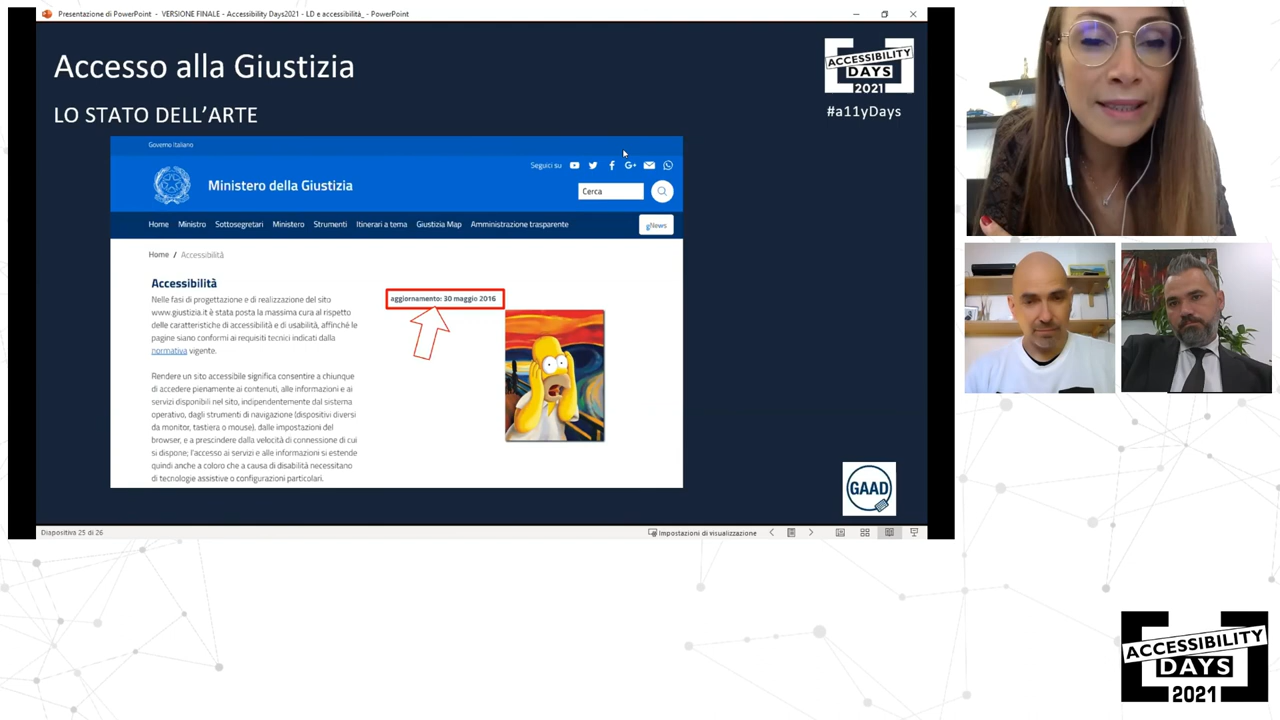 Presentazione di PowerPoint - VERSIONE FINALE - Accessibility Days2021 - LD e accessibilità_ - PowerPoint
Accesso alla Giustizia
LO STATO DELL'ARTE
ACCESSIBILITY
DAYS
2021
#a11yDays
Governo Italiano
Ministero della Giustizia
Seguici su
Cerca
Home Ministro Sottosegretari Ministero Strumenti Itinerari a tema Giustizia Map Amministrazione trasparente
gNews
Home / Accessibilità
Accessibilità
Nelle fasi di progettazione e di realizzazione del sito
www.giustizia.it è stata posta la massima cura al rispetto
delle caratteristiche di accessibilità e di usabilità, affinché le
pagine siano conformi ai requisiti tecnici indicati dalla
normativa vigente.
Rendere un sito accessibile significa consentire a chiunque
di accedere pienamente ai contenuti, alle informazioni e ai
servizi disponibili nel sito, indipendentemente dal sistema
operativo, dagli strumenti di navigazione (dispositivi diversi
da monitor, tastiera o mouse), dalle impostazioni del
browser, e a prescindere dalla velocità di connessione di cui
si dispone; l'accesso ai servizi e alle informazioni si estende
quindi anche a coloro che a causa di disabilità necessitano
di tecnologie assistive o configurazioni particolari.
aggiornamento: 30 maggio 2016
GAAD
Diapositiva 25 di 26
Impostazioni di visualizzazione
ACCESSIBILITY
DAYS
2021